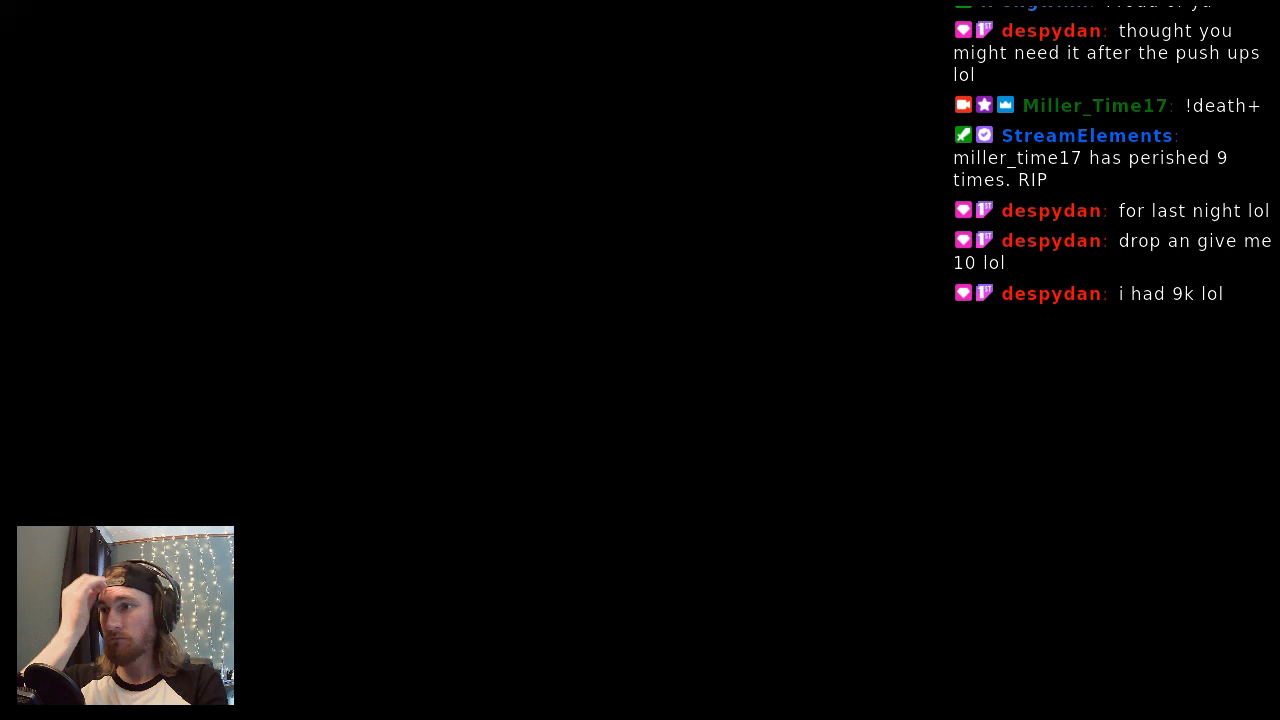 despydan: thought you
might need it after the push ups
lol
Miller_Time17: !death+
StreamElements:
miller_time17 has perished 9
times. RIP
despydan: for last night lol
despydan: drop an give me
10 lol
despydan: i had 9k lol